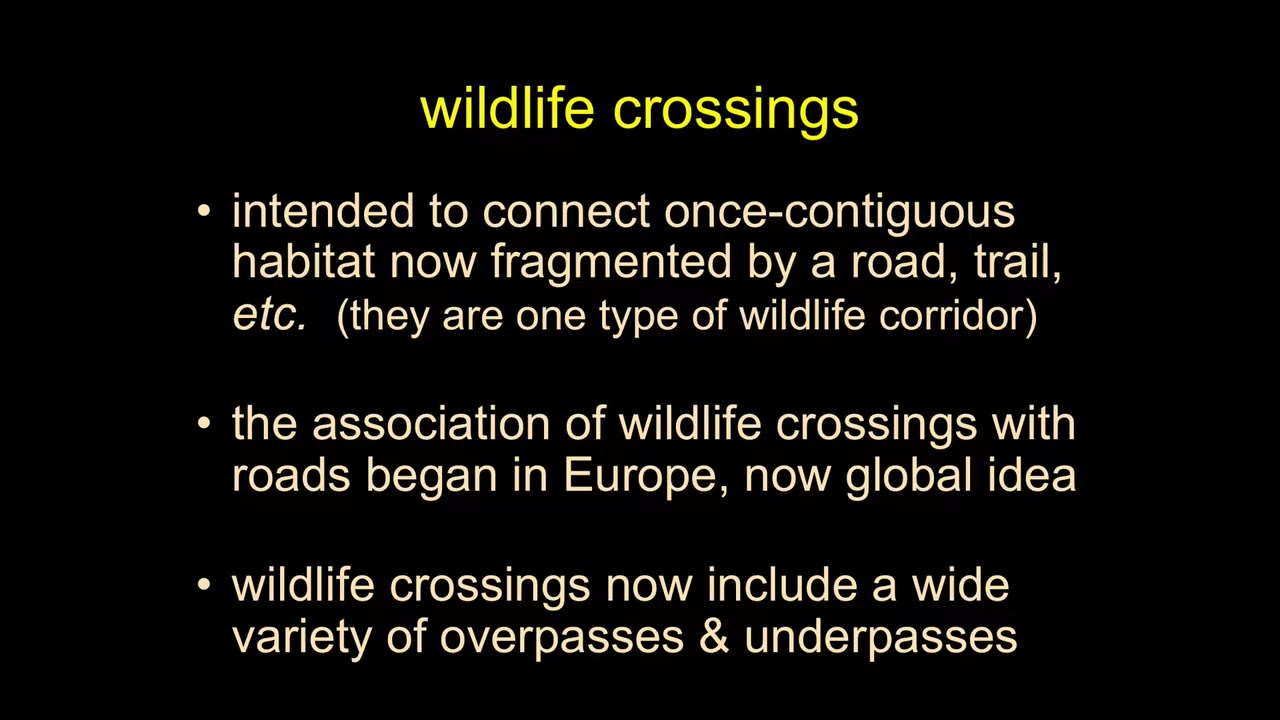 wildlife crossings
• intended to connect once-contiguous
habitat now fragmented by a road, trail,
etc. (they are one type of wildlife corridor)
• the association of wildlife crossings with
roads began in Europe, now global idea
• wildlife crossings now include a wide
variety of overpasses & underpasses